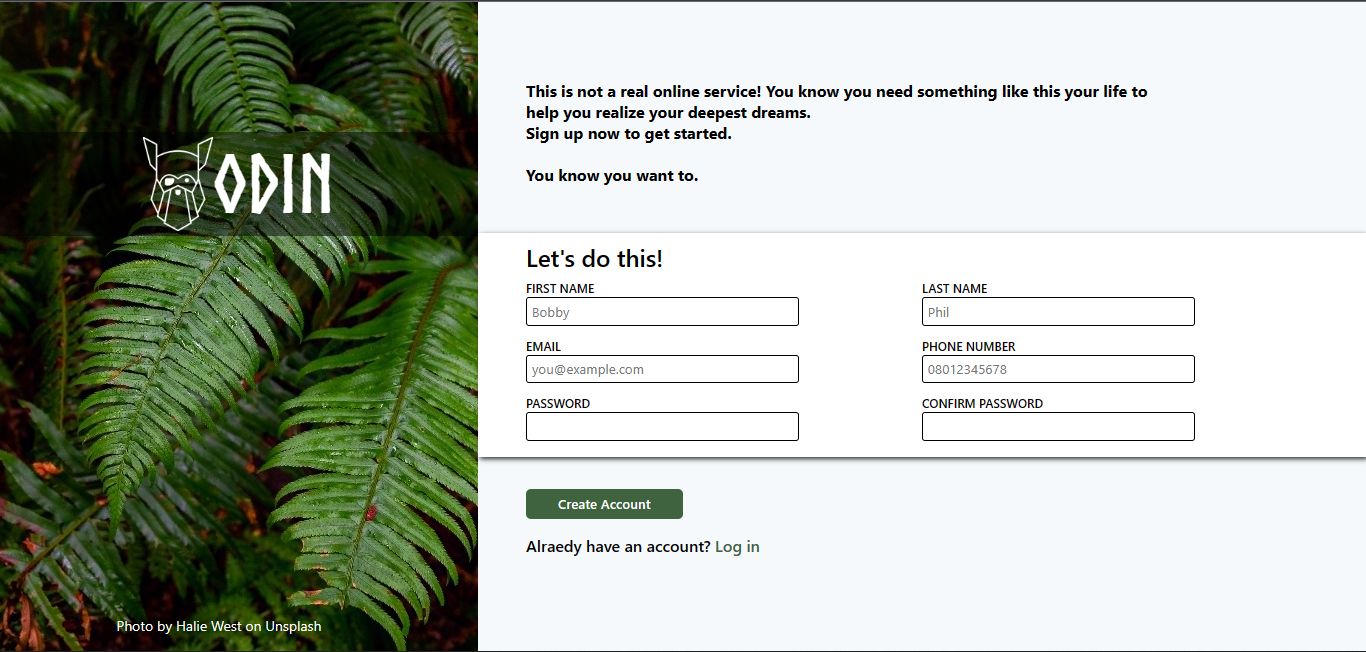 ODIN
Photo by Halie West on Unsplash
This is not a real online service! You know you need something like this your life to
help you realize your deepest dreams.
Sign up now to get started.
You know you want to.
Let's do this!
FIRST NAME
Bobby
LAST NAME
Phil
EMAIL
you@example.com
PHONE NUMBER
08012345678
PASSWORD
CONFIRM PASSWORD
Create Account
Alraedy have an account? Log in